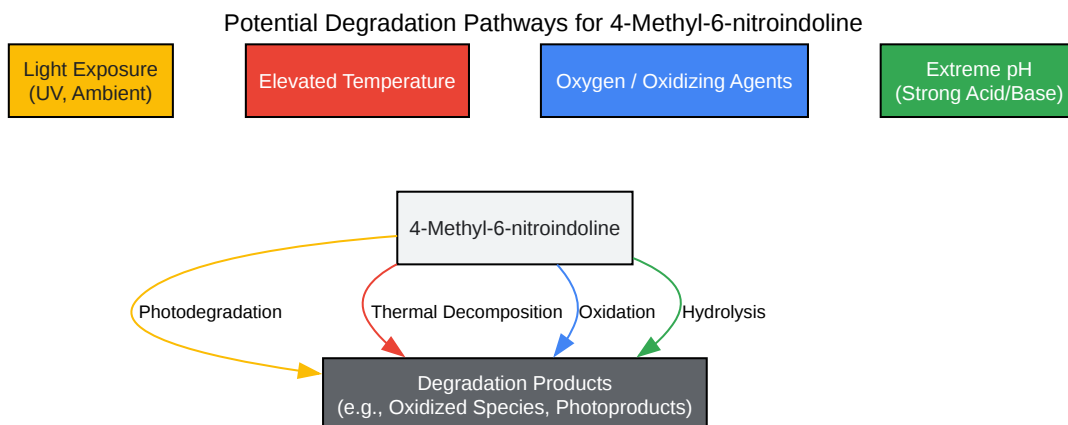 Potential Degradation Pathways for 4-Methyl-6-nitroindoline
Light Exposure
(UV, Ambient)
Elevated Temperature
Oxygen / Oxidizing Agents
Extreme pH
(Strong Acid/Base)
4-Methyl-6-nitroindoline
Photodegradation
Thermal Decomposition
Oxidation
Hydrolysis
Degradation Products
(e.g., Oxidized Species, Photoproducts)